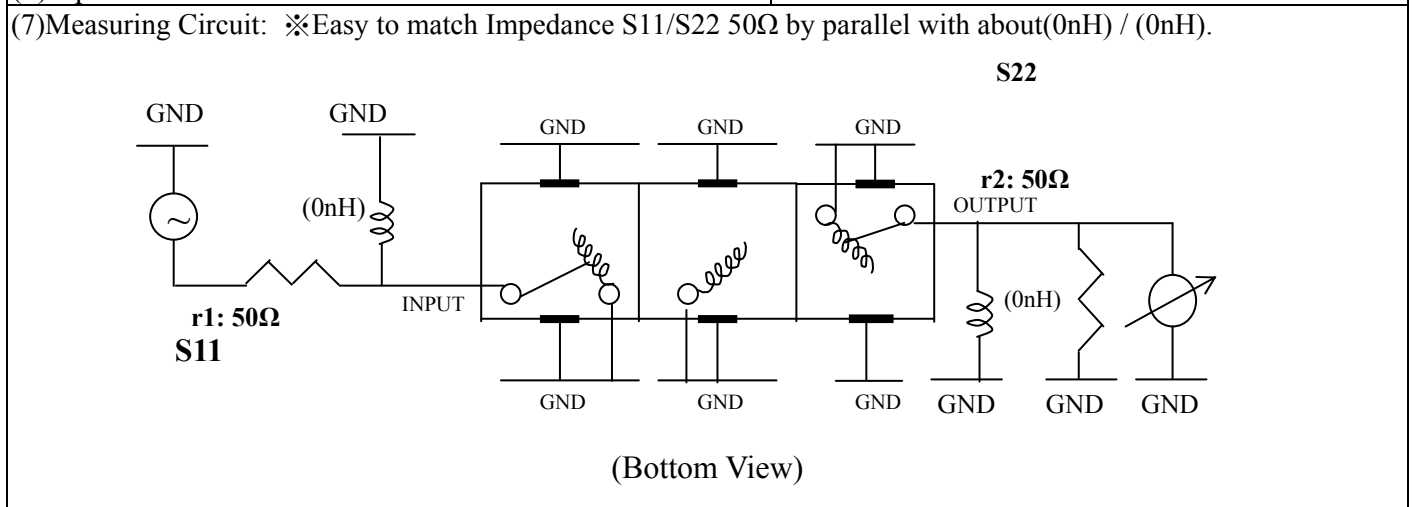 (7)Measuring Circuit: ※Easy to match Impedance S11/S22 50Ω by parallel with about(0nH) / (0nH).
S22
GND GND GND GND GND
r2: 50Ω
(0nH) OUTPUT
~
INPUT (0nH)
r1: 50Ω
S11
GND GND GND GND GND GND
(Bottom View)